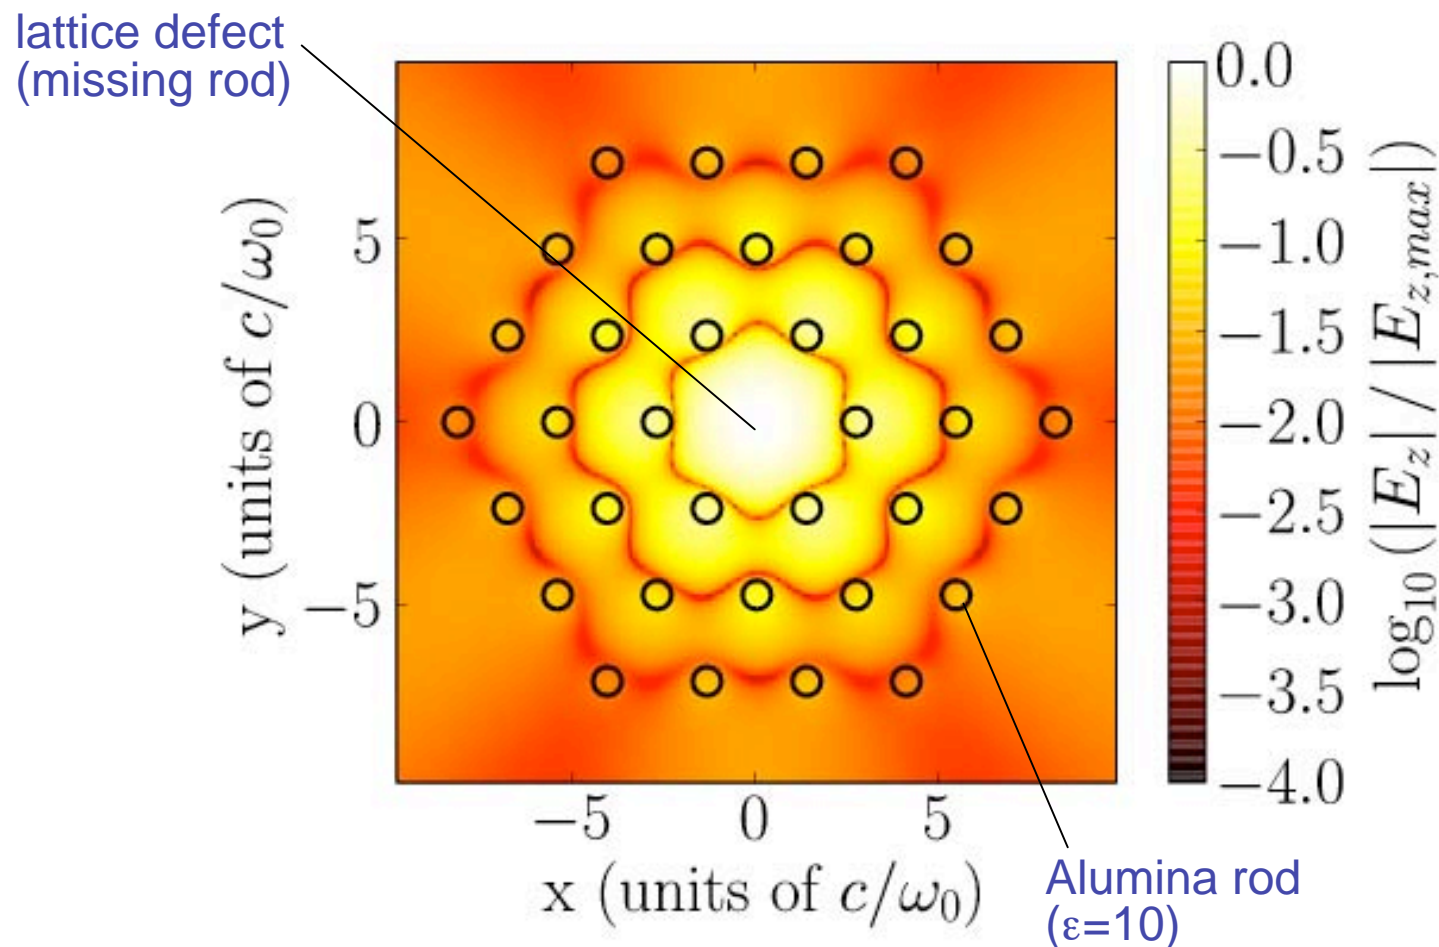 lattice defect
(missing rod)
0.0
−0.5
−1.0
−1.5
−2.0
−2.5
−3.0
−3.5
−4.0
log₁₀ (|E_z| / |E_{z,max}|)
y (units of c/ω₀)
5
0
−5
−5 0 5
x (units of c/ω₀)
Alumina rod
(ε=10)